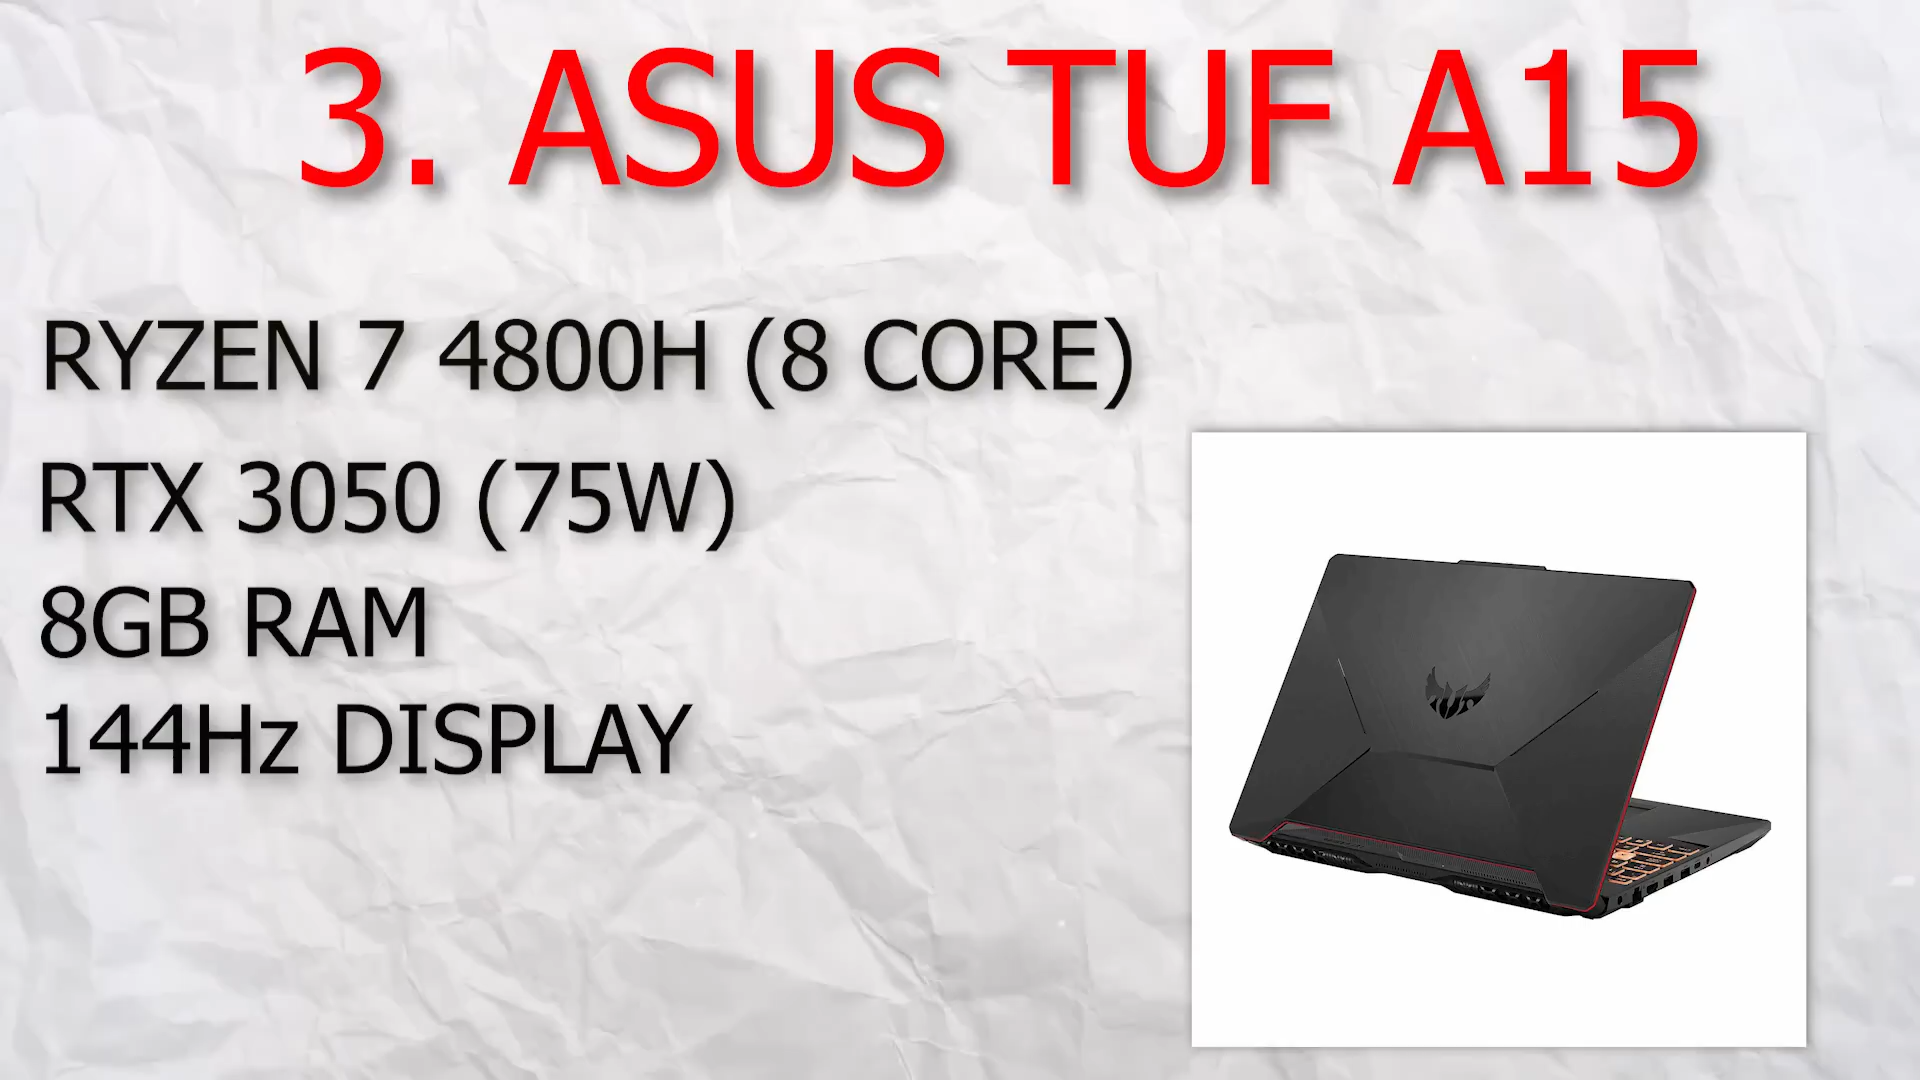 3. ASUS TUF A15
RYZEN 7 4800H (8 CORE)
RTX 3050 (75W)
8GB RAM
144Hz DISPLAY